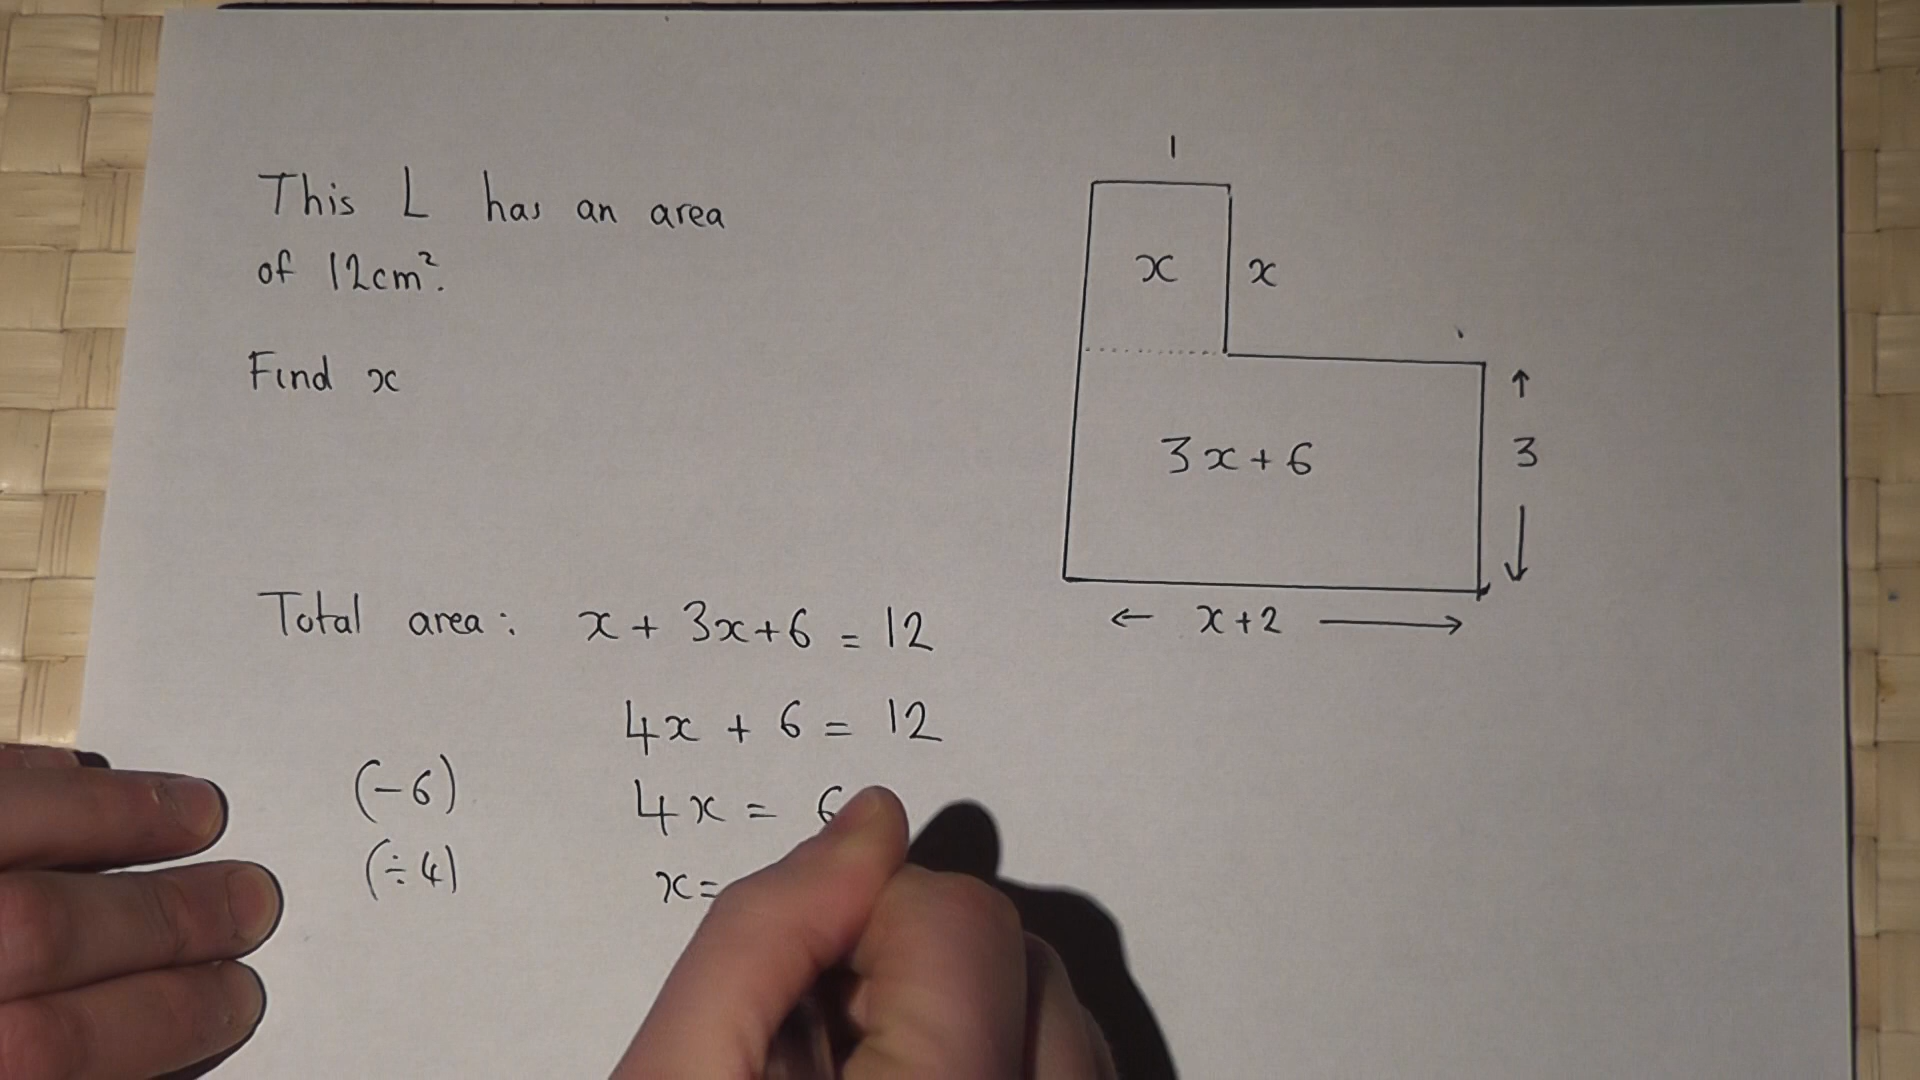 This L has an area
of 12cm².
Find x
1
x
x
3x+6
3
x+2
Total area: x + 3x+6 = 12
4x + 6 = 12
(-6) 4x = 6
(÷4) x=